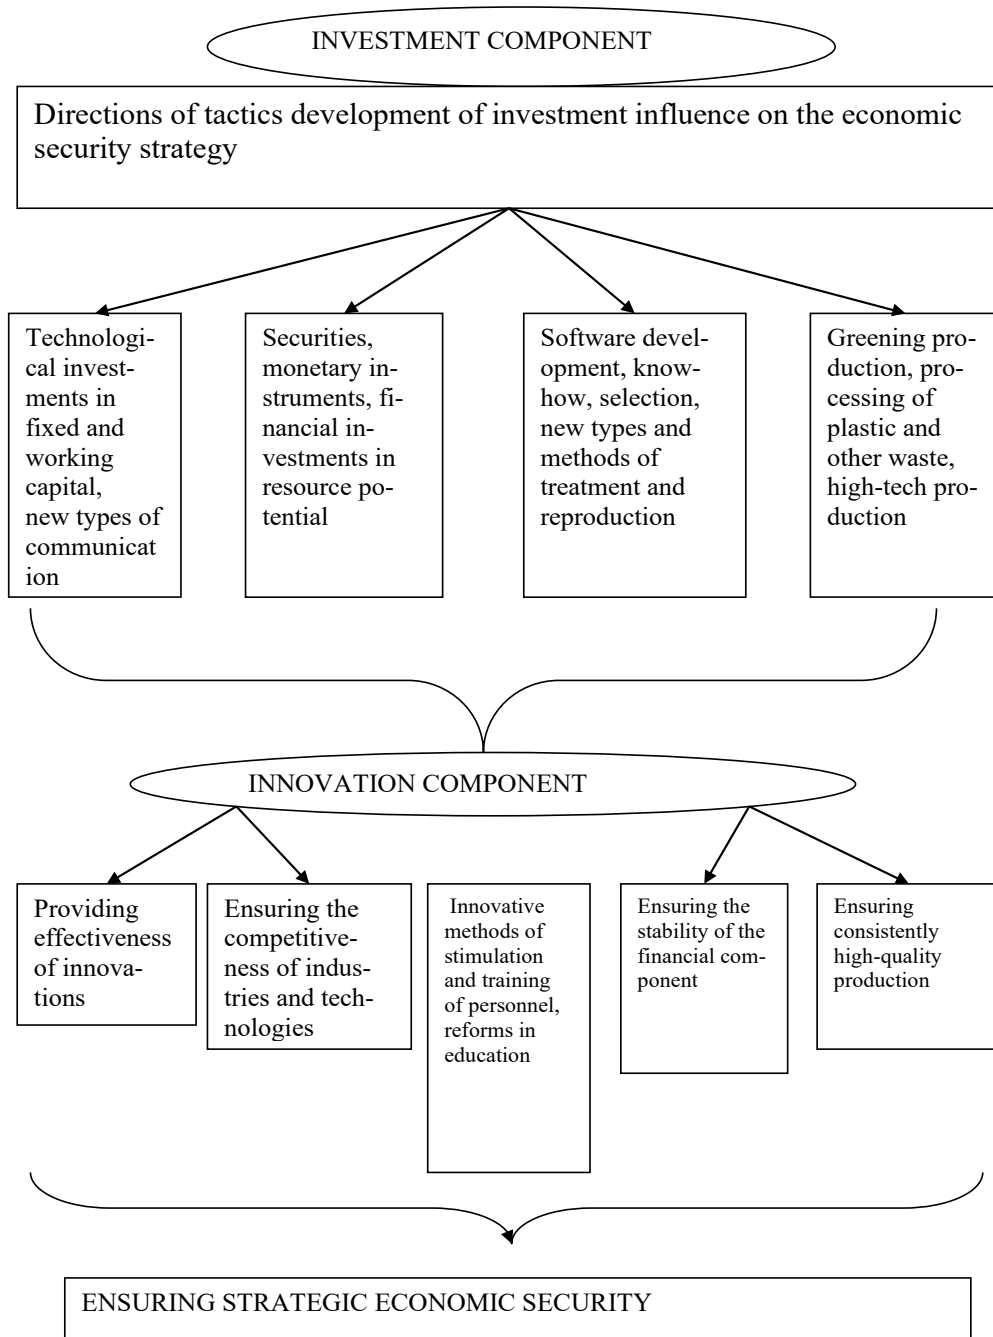 INVESTMENT COMPONENT
Directions of tactics development of investment influence on the economic
security strategy
Technologi-
cal invest-
ments in
fixed and
working
capital,
new types of
communicat
ion
Securities,
monetary in-
struments, fi-
nancial in-
vestments in
resource po-
tential
Software devel-
opment, know-
how, selection,
new types and
methods of
treatment and
reproduction
Greening pro-
duction, pro-
cessing of
plastic and
other waste,
high-tech pro-
duction
INNOVATION COMPONENT
Providing
effectiveness
of innova-
tions
Ensuring the
competitive-
ness of indus-
tries and tech-
nologies
Innovative
methods of
stimulation
and training
of personnel,
reforms in
education
Ensuring the
stability of the
financial com-
ponent
Ensuring
consistently
high-quality
production
ENSURING STRATEGIC ECONOMIC SECURITY